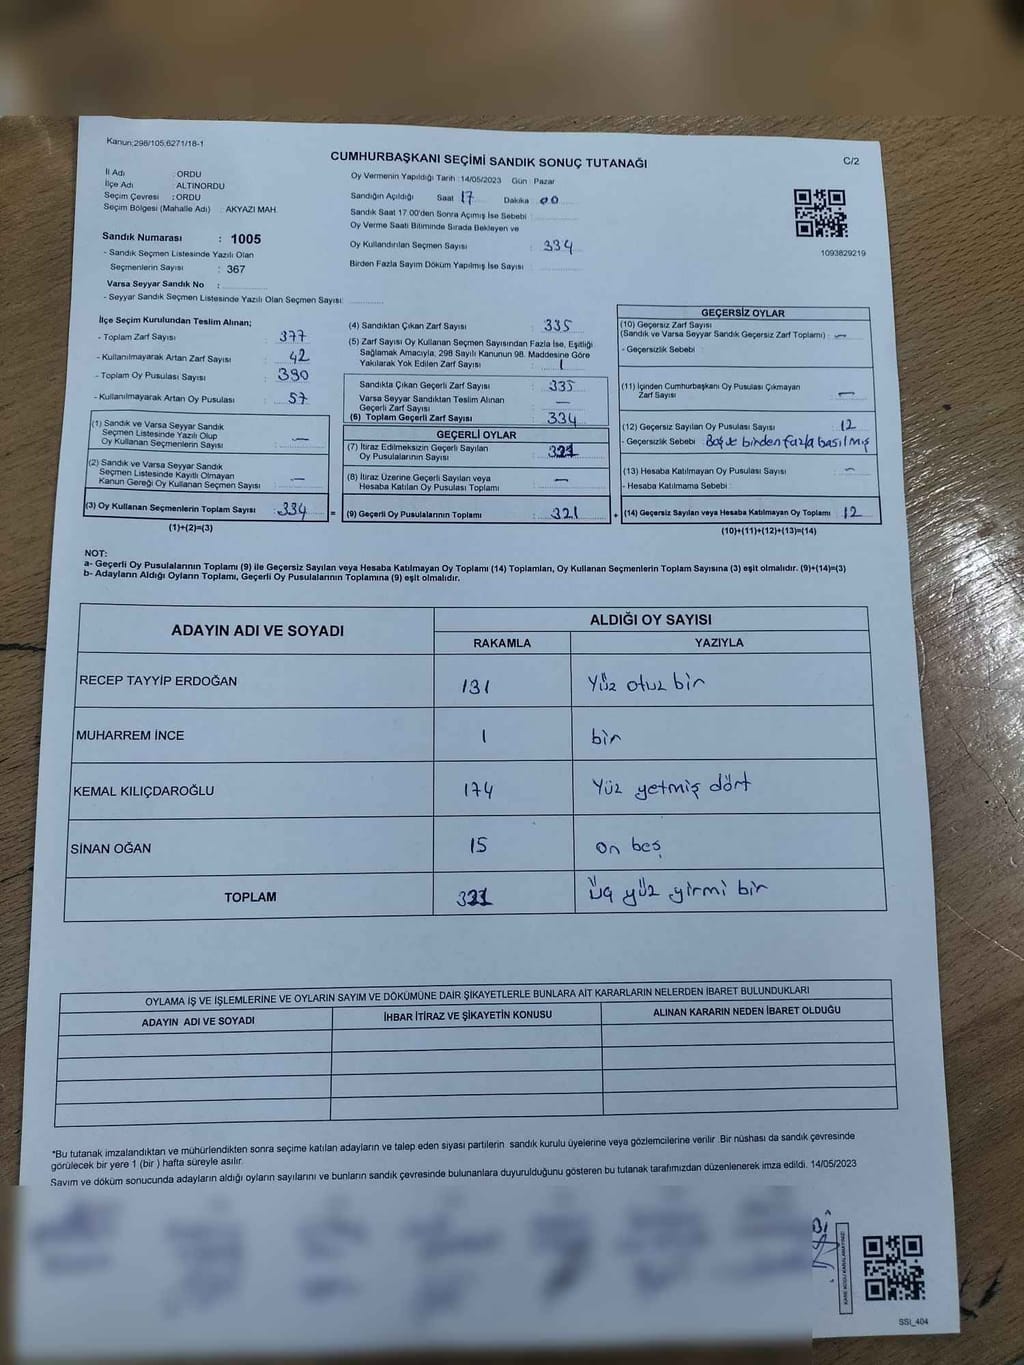 Kanun;298/105,6271/18-1
CUMHURBAŞKANI SEÇİMİ SANDIK SONUÇ TUTANAĞI
C/2
İl Adı : ORDU
İlçe Adı : ALTINORDU
Seçim Çevresi : ORDU
Seçim Bölgesi (Mahalle Adı) : AKYAZI MAH.
Sandık Numarası : 1005
- Sandık Seçmen Listesinde Yazılı Olan
Seçmenlerin Sayısı : 367
Varsa Seyyar Sandık No :
- Seyyar Sandık Seçmen Listesinde Yazılı Olan Seçmen Sayısı:
Oy Vermenin Yapıldığı Tarih : 14/05/2023 Gün : Pazar
Sandığın Açıldığı Saat 17 Dakika 00
Sandık Saat 17.00'den Sonra Açımış İse Sebebi :
Oy Verme Saati Bitiminde Sırada Bekleyen ve
Oy Kullandırılan Seçmen Sayısı : 334
Birden Fazla Sayım Döküm Yapılmış İse Sayısı :
1093829219
İlçe Seçim Kurulundan Teslim Alınan;
- Toplam Zarf Sayısı : 377
- Kullanılmayarak Artan Zarf Sayısı : 42
- Toplam Oy Pusulası Sayısı : 390
- Kullanılmayarak Artan Oy Pusulası : 57
(1) Sandık ve Varsa Seyyar Sandık
Seçmen Listesinde Yazılı Olup
Oy Kullanan Seçmenlerin Sayısı : —
(2) Sandık ve Varsa Seyyar Sandık
Seçmen Listesinde Kayıtlı Olmayan
Kanun Gereği Oy Kullanan Seçmen Sayısı : —
(3) Oy Kullanan Seçmenlerin Toplam Sayısı : 334
(1)+(2)=(3)
(4) Sandıktan Çıkan Zarf Sayısı : 335
(5) Zarf Sayısı Oy Kullanan Seçmen Sayısından Fazla İse, Eşitliği
Sağlamak Amacıyla, 298 Sayılı Kanunun 98. Maddesine Göre
Yakılarak Yok Edilen Zarf Sayısı : 1
Sandıkta Çıkan Geçerli Zarf Sayısı : 335
Varsa Seyyar Sandıktan Teslim Alınan
Geçerli Zarf Sayısı : —
(6) Toplam Geçerli Zarf Sayısı : 334
GEÇERLİ OYLAR
(7) İtiraz Edilmeksizin Geçerli Sayılan
Oy Pusulalarının Sayısı : 321
(8) İtiraz Üzerine Geçerli Sayılan veya
Hesaba Katılan Oy Pusulası Toplamı : —
= (9) Geçerli Oy Pusulalarının Toplamı : 321
GEÇERSİZ OYLAR
(10) Geçersiz Zarf Sayısı
(Sandık ve Varsa Seyyar Sandık Geçersiz Zarf Toplamı) : —
- Geçersizlik Sebebi :
(11) İçinden Cumhurbaşkanı Oy Pusulası Çıkmayan
Zarf Sayısı : —
(12) Geçersiz Sayılan Oy Pusulası Sayısı : 12
- Geçersizlik Sebebi : Boş ve birden fazla basılmış
(13) Hesaba Katılmayan Oy Pusulası Sayısı : —
- Hesaba Katılmama Sebebi :
+ (14) Geçersiz Sayılan veya Hesaba Katılmayan Oy Toplamı : 12
(10)+(11)+(12)+(13)=(14)
NOT:
a- Geçerli Oy Pusulalarının Toplamı (9) ile Geçersiz Sayılan veya Hesaba Katılmayan Oy Toplamı (14) Toplamları, Oy Kullanan Seçmenlerin Toplam Sayısına (3) eşit olmalıdır. (9)+(14)=(3)
b- Adayların Aldığı Oyların Toplamı, Geçerli Oy Pusulalarının Toplamına (9) eşit olmalıdır.
ADAYIN ADI VE SOYADI
ALDIĞI OY SAYISI
RAKAMLA YAZIYLA
RECEP TAYYİP ERDOĞAN 131 Yüz otuz bir
MUHARREM İNCE 1 bir
KEMAL KILIÇDAROĞLU 174 Yüz yetmiş dört
SİNAN OĞAN 15 on beş
TOPLAM 321 üç yüz yirmi bir
OYLAMA İŞ VE İŞLEMLERİNE VE OYLARIN SAYIM VE DÖKÜMÜNE DAİR ŞİKAYETLERLE BUNLARA AİT KARARLARIN NELERDEN İBARET BULUNDUKLARI
ADAYIN ADI VE SOYADI İHBAR İTİRAZ VE ŞİKAYETİN KONUSU ALINAN KARARIN NEDEN İBARET OLDUĞU
*Bu tutanak imzalandıktan ve mühürlendikten sonra seçime katılan adayların ve talep eden siyasi partilerin sandık kurulu üyelerine veya gözlemcilerine verilir .Bir nüshası da sandık çevresinde
görülecek bir yere 1 (bir ) hafta süreyle asılır.
Sayım ve döküm sonucunda adayların aldığı oyların sayılarını ve bunların sandık çevresinde bulunanlara duyurulduğunu gösteren bu tutanak tarafımızdan düzenlenerek imza edildi. 14/05/2023
SSI_404